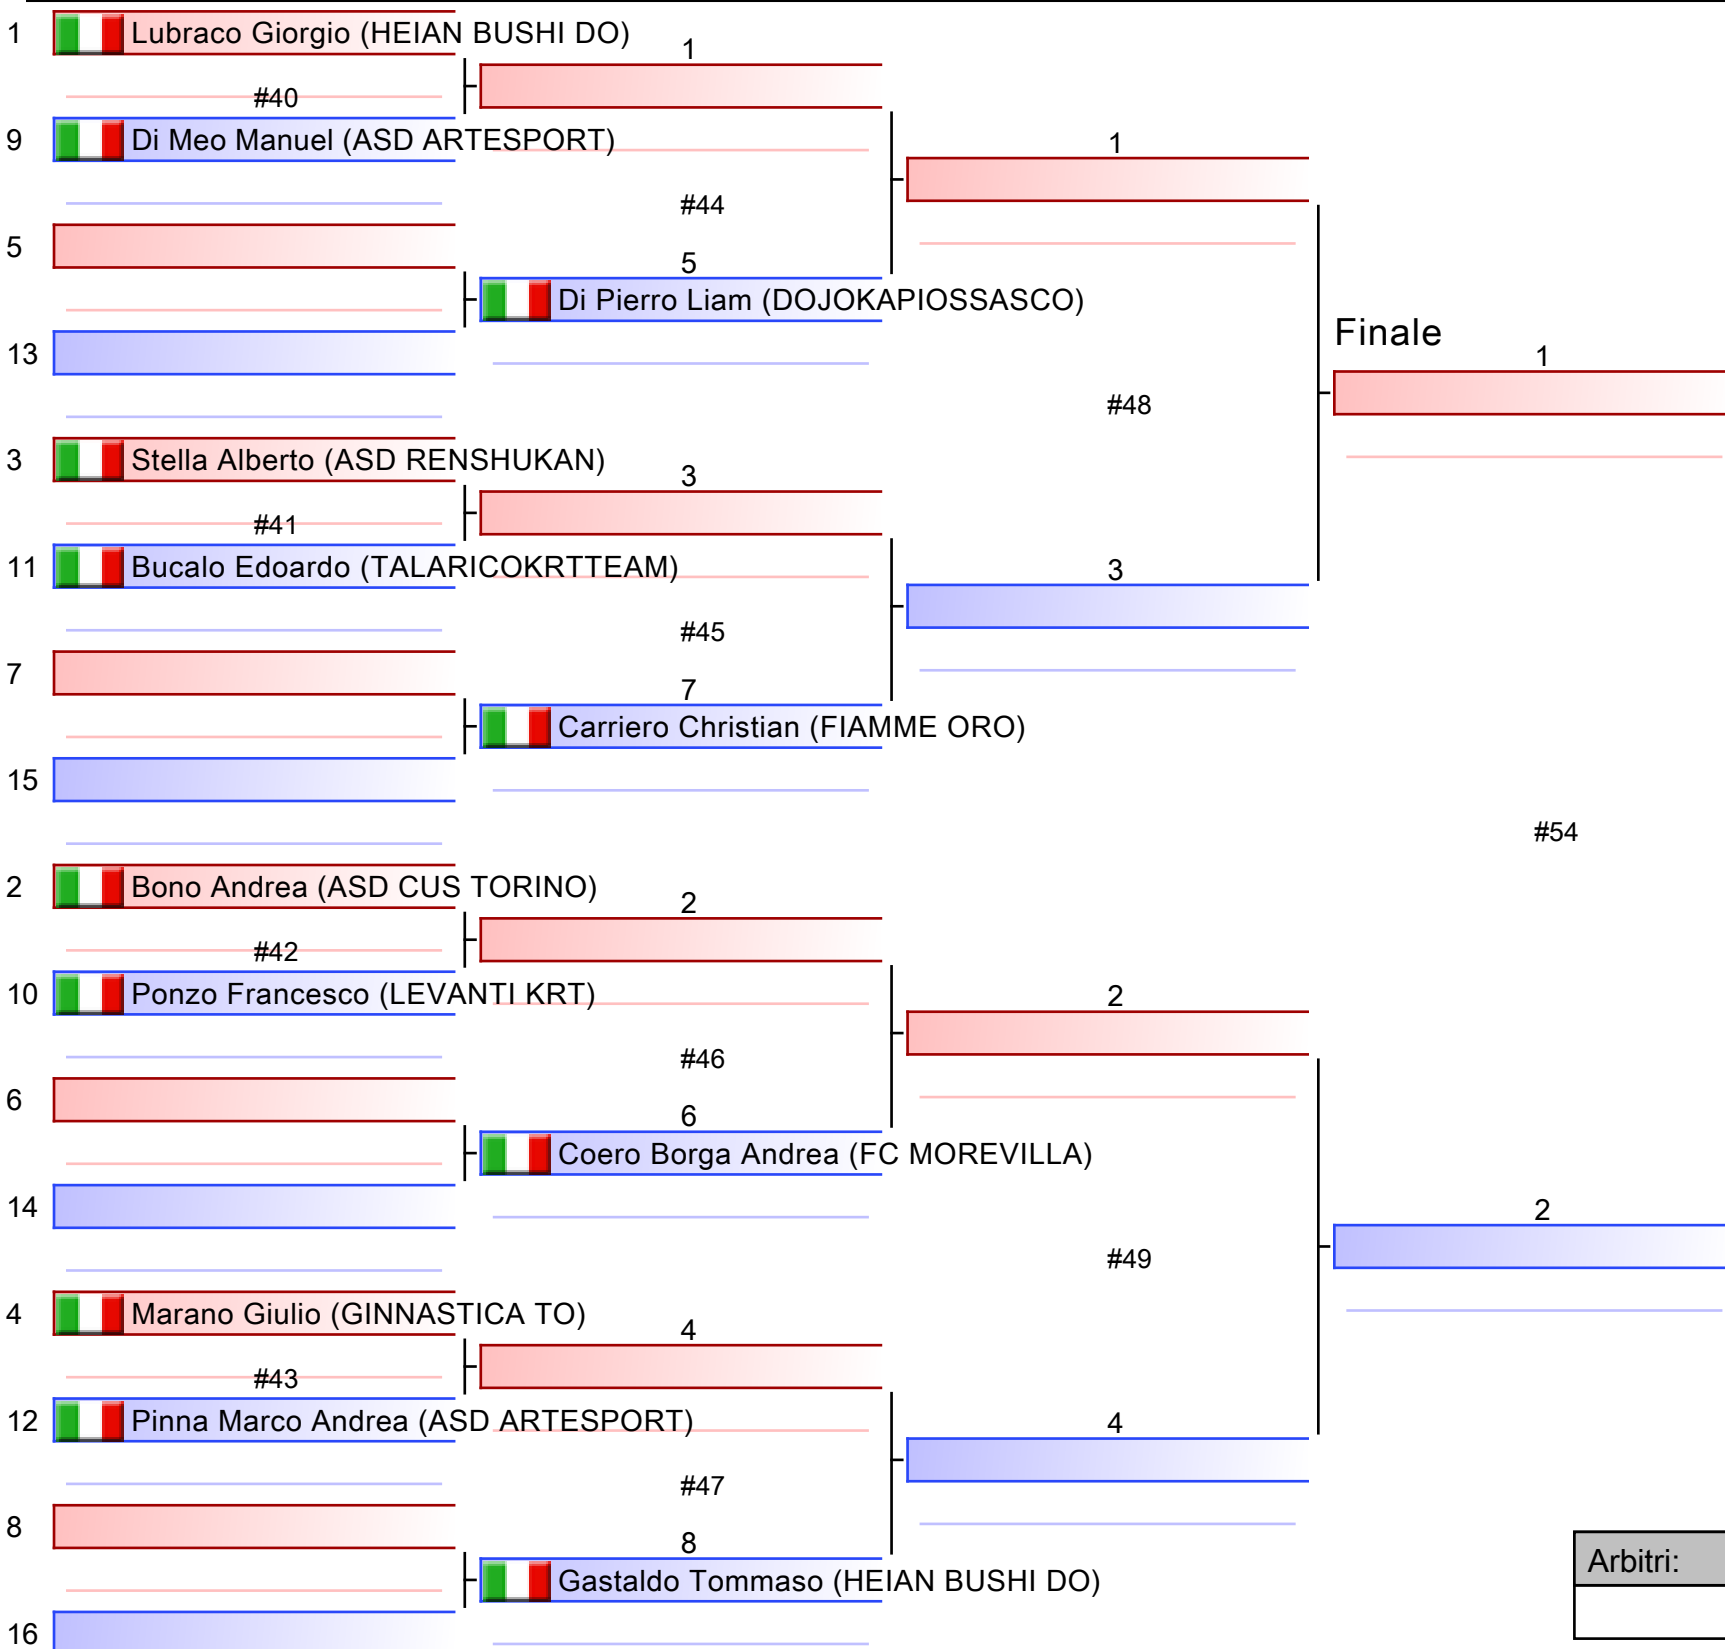 1 Lubraco Giorgio (HEIAN BUSHI DO)
1
#40
9 Di Meo Manuel (ASD ARTESPORT)
1
#44
5
5
Di Pierro Liam (DOJOKAPIOSSASCO)
13
Finale
1
#48
3 Stella Alberto (ASD RENSHUKAN)
3
#41
11 Bucalo Edoardo (TALARICOKRTTEAM)
3
#45
7
7
Carriero Christian (FIAMME ORO)
15
#54
2 Bono Andrea (ASD CUS TORINO)
2
#42
10 Ponzo Francesco (LEVANTI KRT)
2
#46
6
6
Coero Borga Andrea (FC MOREVILLA)
14
2
#49
4 Marano Giulio (GINNASTICA TO)
4
#43
12 Pinna Marco Andrea (ASD ARTESPORT)
4
#47
8
8
Gastaldo Tommaso (HEIAN BUSHI DO)
Arbitri:
16